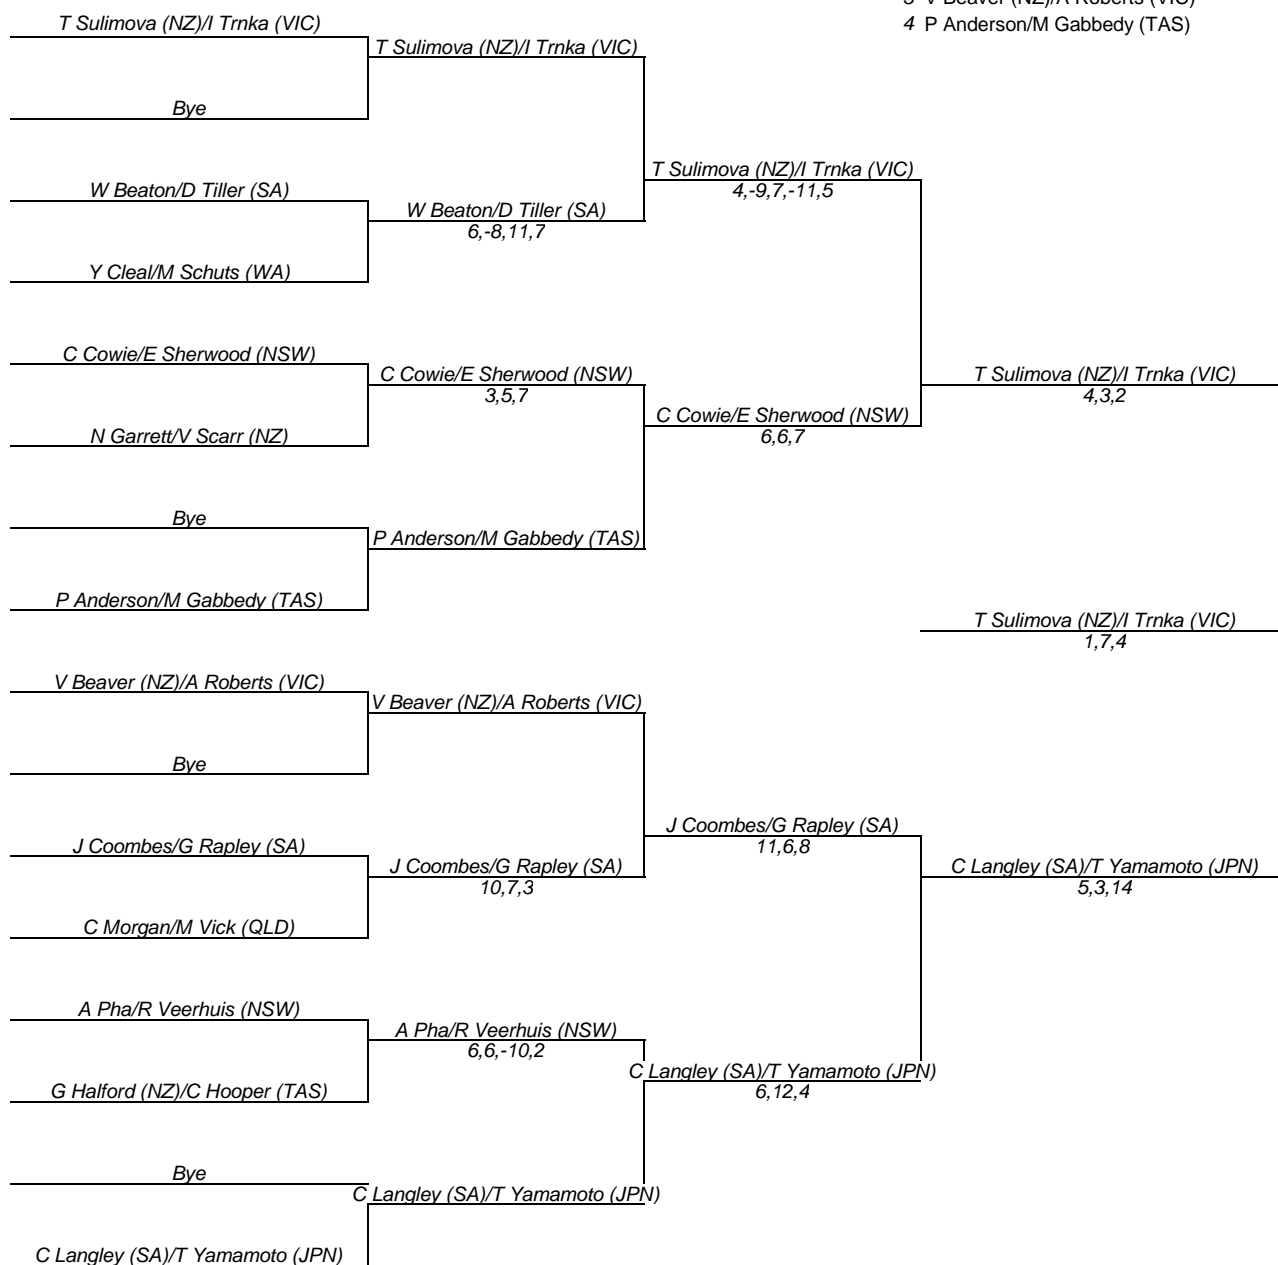 3 V Beaver (NZ)/A Roberts (VIC)
4 P Anderson/M Gabbedy (TAS)
T Sulimova (NZ)/I Trnka (VIC)
T Sulimova (NZ)/I Trnka (VIC)
Bye
T Sulimova (NZ)/I Trnka (VIC)
4,-9,7,-11,5
W Beaton/D Tiller (SA)
W Beaton/D Tiller (SA)
6,-8,11,7
Y Cleal/M Schuts (WA)
C Cowie/E Sherwood (NSW)
C Cowie/E Sherwood (NSW)
3,5,7
T Sulimova (NZ)/I Trnka (VIC)
4,3,2
C Cowie/E Sherwood (NSW)
6,6,7
N Garrett/V Scarr (NZ)
Bye
P Anderson/M Gabbedy (TAS)
P Anderson/M Gabbedy (TAS)
T Sulimova (NZ)/I Trnka (VIC)
1,7,4
V Beaver (NZ)/A Roberts (VIC)
V Beaver (NZ)/A Roberts (VIC)
Bye
J Coombes/G Rapley (SA)
11,6,8
J Coombes/G Rapley (SA)
J Coombes/G Rapley (SA)
10,7,3
C Langley (SA)/T Yamamoto (JPN)
5,3,14
C Morgan/M Vick (QLD)
A Pha/R Veerhuis (NSW)
A Pha/R Veerhuis (NSW)
6,6,-10,2
C Langley (SA)/T Yamamoto (JPN)
6,12,4
G Halford (NZ)/C Hooper (TAS)
Bye
C Langley (SA)/T Yamamoto (JPN)
C Langley (SA)/T Yamamoto (JPN)